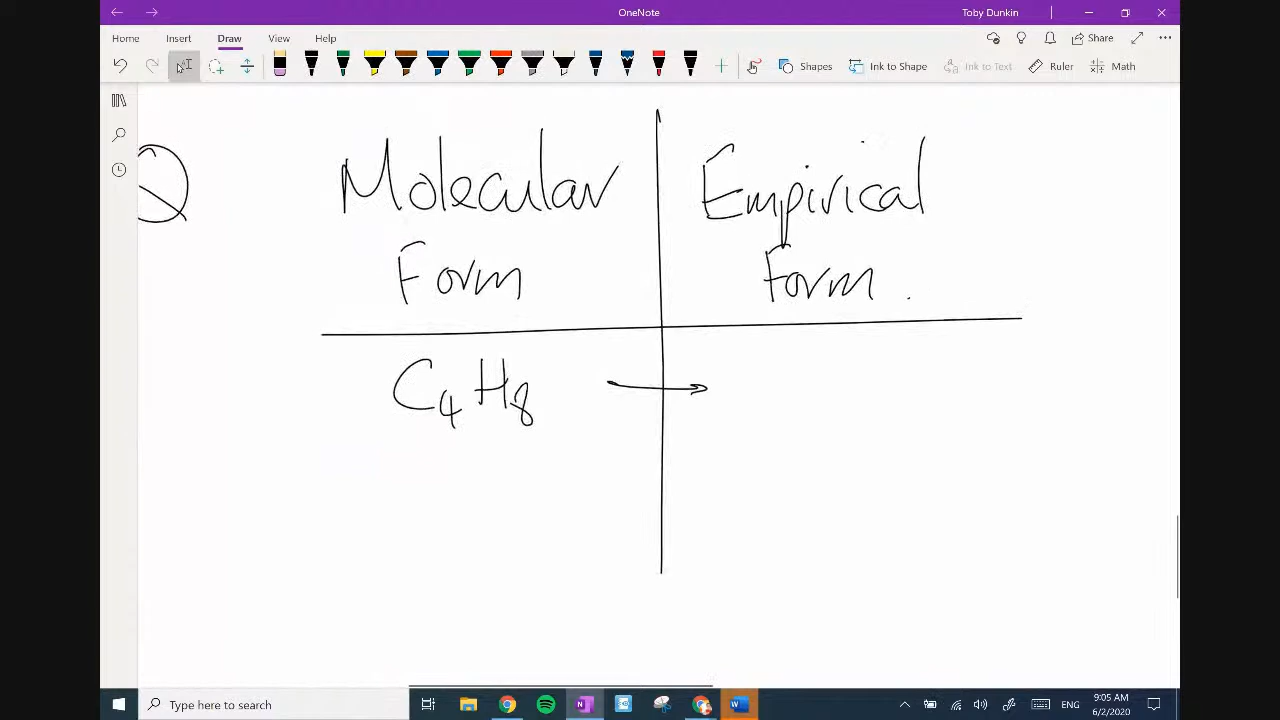 OneNote
Toby Dunkin
Home Insert Draw View Help
Share
Shapes Ink to Shape Ink to Text Ruler Math
Q
Molecular Form
Empirical Form.
C₄H₈ →
Type here to search
ENG
9:05 AM
6/2/2020